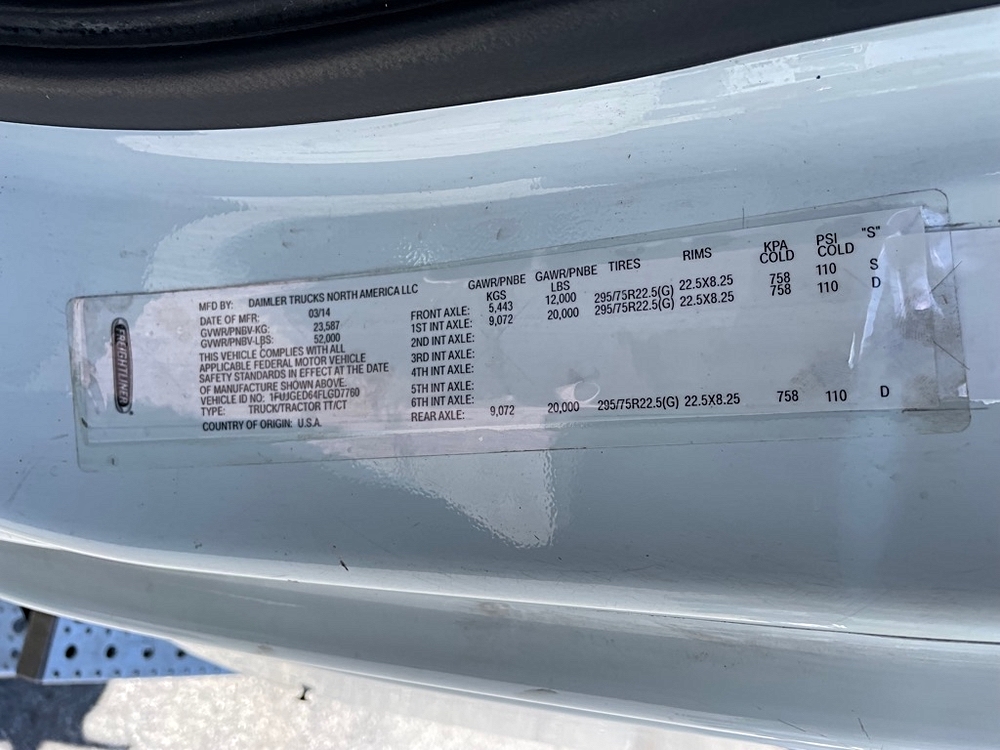 FREIGHTLINER
MFD BY: DAIMLER TRUCKS NORTH AMERICA LLC
DATE OF MFR: 03/14
GVWR/PNBV-KG: 23,587
GVWR/PNBV-LBS: 52,000
THIS VEHICLE COMPLIES WITH ALL
APPLICABLE FEDERAL MOTOR VEHICLE
SAFETY STANDARDS IN EFFECT AT THE DATE
OF MANUFACTURE SHOWN ABOVE.
VEHICLE ID NO: 1FUJGED64FLGD7760
TYPE: TRUCK/TRACTOR TT/CT
COUNTRY OF ORIGIN: U.S.A.
GAWR/PNBE KGS GAWR/PNBE LBS TIRES RIMS KPA COLD PSI COLD "S"
FRONT AXLE: 5,443 12,000 295/75R22.5(G) 22.5X8.25 758 110 S
1ST INT AXLE: 9,072 20,000 295/75R22.5(G) 22.5X8.25 758 110 D
2ND INT AXLE:
3RD INT AXLE:
4TH INT AXLE:
5TH INT AXLE:
6TH INT AXLE:
REAR AXLE: 9,072 20,000 295/75R22.5(G) 22.5X8.25 758 110 D